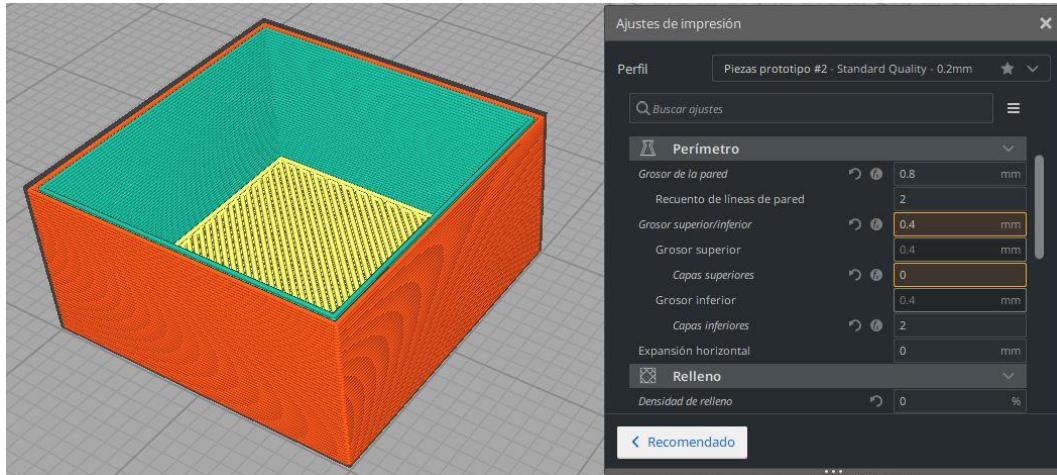 Ajustes de impresión
Perfil Piezas prototipo #2 - Standard Quality - 0.2mm
Buscar ajustes
Perímetro
Grosor de la pared 0.8 mm
Recuento de líneas de pared 2
Grosor superior/inferior 0.4 mm
Grosor superior 0.4 mm
Capas superiores 0
Grosor inferior 0.4 mm
Capas inferiores 2
Expansión horizontal 0 mm
Relleno
Densidad de relleno 0 %
Recomendado